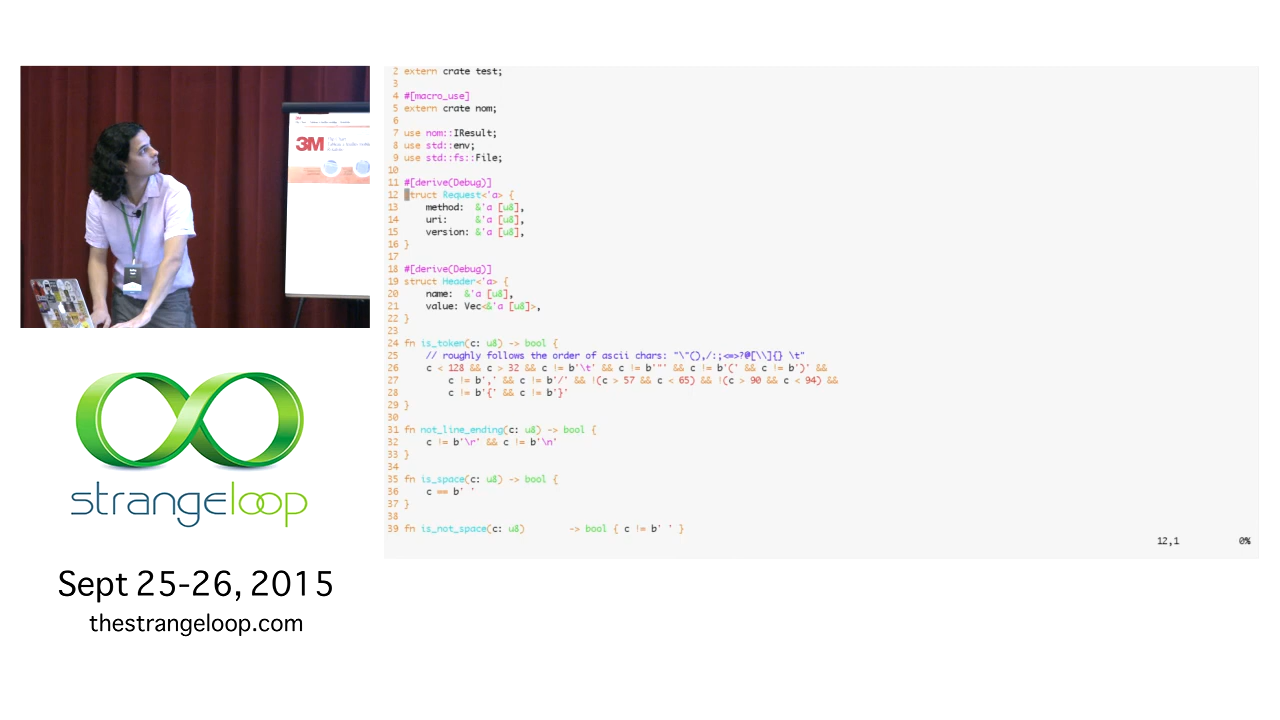 3M
strangeloop
Sept 25-26, 2015
thestrangeloop.com
2 extern crate test;
3
4 #[macro_use]
5 extern crate nom;
6
7 use nom::IResult;
8 use std::env;
9 use std::fs::File;
10
11 #[derive(Debug)]
12 struct Request<'a> {
13     method:  &'a [u8],
14     uri:     &'a [u8],
15     version: &'a [u8],
16 }
17
18 #[derive(Debug)]
19 struct Header<'a> {
20     name:  &'a [u8],
21     value: Vec<&'a [u8]>,
22 }
23
24 fn is_token(c: u8) -> bool {
25     // roughly follows the order of ascii chars: "\"(),/:;<=>?@[\\]{} \t"
26     c < 128 && c > 32 && c != b'\t' && c != b'"' && c != b'(' && c != b')' &&
27         c != b',' && c != b'/' && !(c > 57 && c < 65) && !(c > 90 && c < 94) &&
28         c != b'{' && c != b'}'
29 }
30
31 fn not_line_ending(c: u8) -> bool {
32     c != b'\r' && c != b'\n'
33 }
34
35 fn is_space(c: u8) -> bool {
36     c == b' '
37 }
38
39 fn is_not_space(c: u8)        -> bool { c != b' ' }
12,1 0%